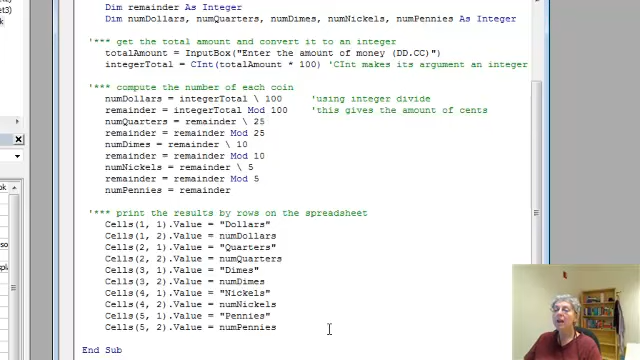 Dim remainder As Integer
Dim numDollars, numQuarters, numDimes, numNickels, numPennies As Integer
'*** get the total amount and convert it to an integer
totalAmount = InputBox("Enter the amount of money (DD.CC)")
integerTotal = CInt(totalAmount * 100) 'CInt makes its argument an integer
'*** compute the number of each coin
numDollars = integerTotal \ 100 'using integer divide
remainder = integerTotal Mod 100 'this gives the amount of cents
numQuarters = remainder \ 25
remainder = remainder Mod 25
numDimes = remainder \ 10
remainder = remainder Mod 10
numNickels = remainder \ 5
remainder = remainder Mod 5
numPennies = remainder
'*** print the results by rows on the spreadsheet
Cells(1, 1).Value = "Dollars"
Cells(1, 2).Value = numDollars
Cells(2, 1).Value = "Quarters"
Cells(2, 2).Value = numQuarters
Cells(3, 1).Value = "Dimes"
Cells(3, 2).Value = numDimes
Cells(4, 1).Value = "Nickels"
Cells(4, 2).Value = numNickels
Cells(5, 1).Value = "Pennies"
Cells(5, 2).Value = numPennies
End Sub